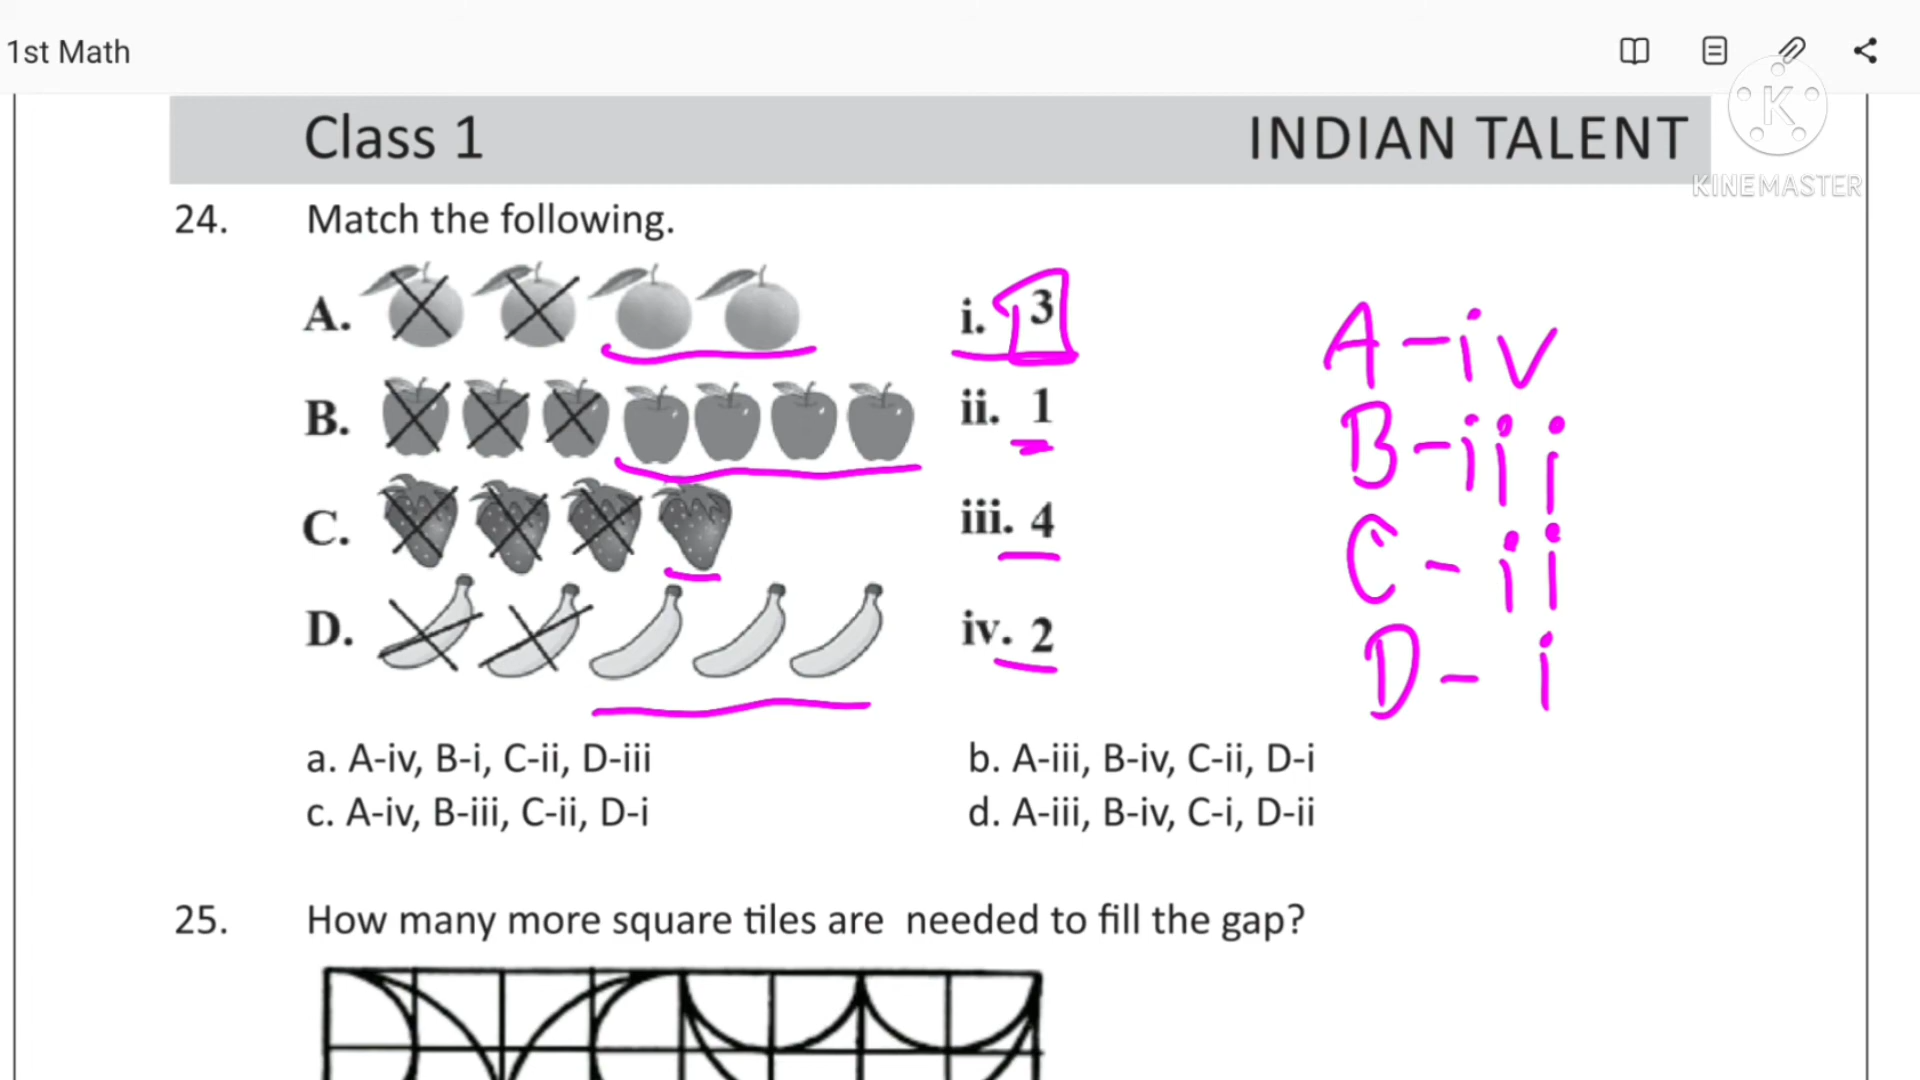 1st Math
K
KINEMASTER
Class 1 INDIAN TALENT
24. Match the following.
A. i. 3 A-iv
B. ii. 1 B-iii
C. iii. 4 C-ii
D. iv. 2 D-i
a. A-iv, B-i, C-ii, D-iii b. A-iii, B-iv, C-ii, D-i
c. A-iv, B-iii, C-ii, D-i d. A-iii, B-iv, C-i, D-ii
25. How many more square tiles are needed to fill the gap?